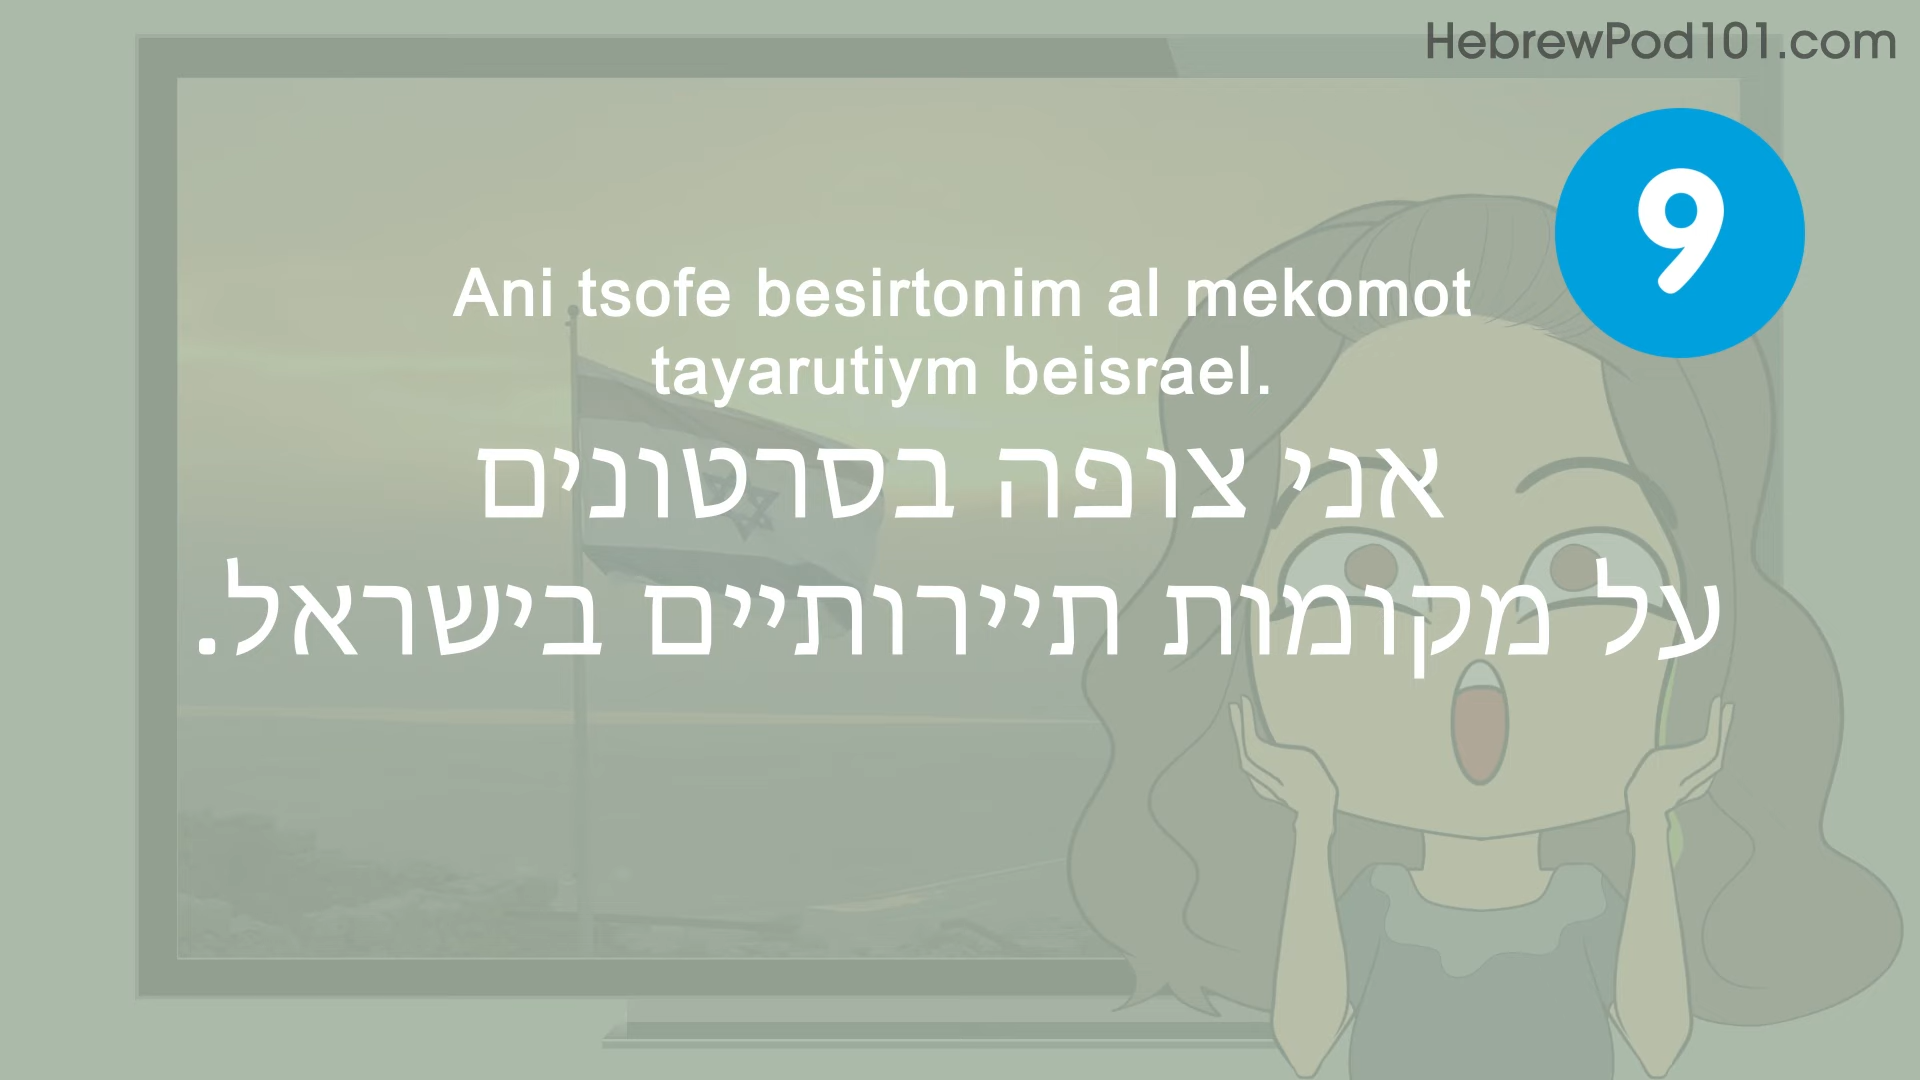 HebrewPod101.com
9
Ani tsofe besirtonim al mekomot
tayarutiym beisrael.
אני צופה בסרטונים
על מקומות תיירותיים בישראל.